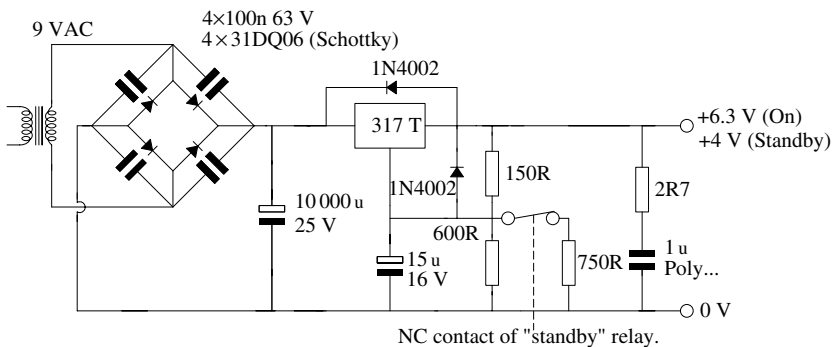 9 VAC
4×100n 63 V
4×31DQ06 (Schottky)
1N4002
317 T
+6.3 V (On)
+4 V (Standby)
1N4002
150R
2R7
10 000 u
25 V
600R
15 u
16 V
750R
1 u
Poly...
0 V
NC contact of "standby" relay.